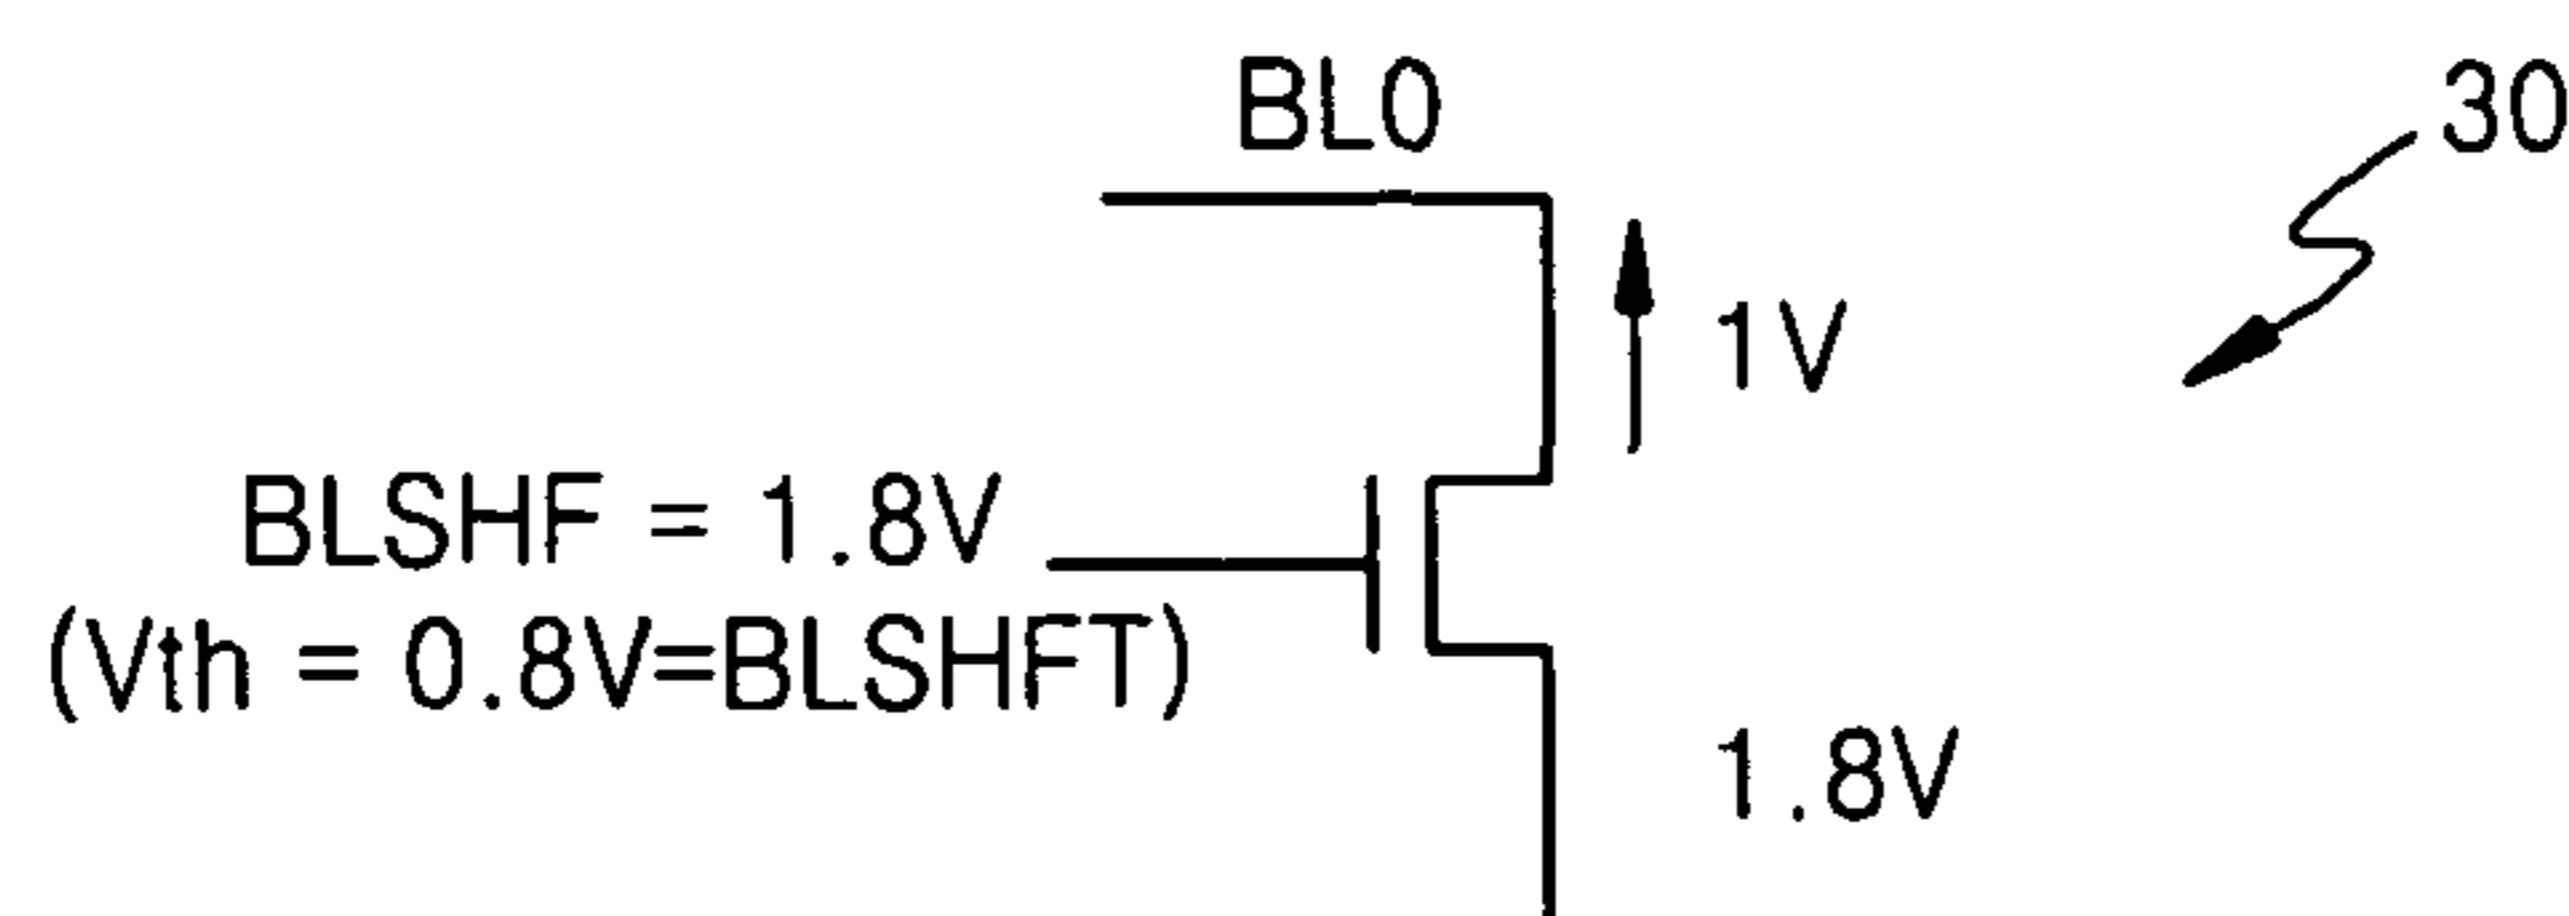 BL0
30
1V
BLSHF = 1.8V
(Vth = 0.8V=BLSHFT)
1.8V